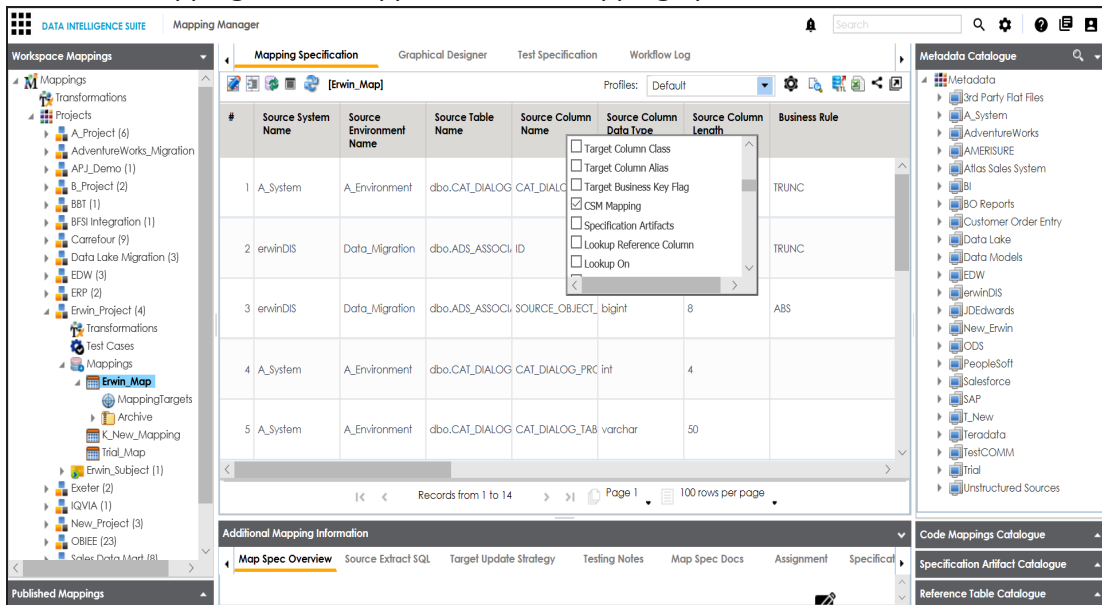 DATA INTELLIGENCE SUITE Mapping Manager Search
Workspace Mappings
Mappings
Transformations
Projects
A_Project (6)
AdventureWorks_Migration
APJ_Demo (1)
B_Project (2)
BBT (1)
BFSI Integration (1)
Carrefour (9)
Data Lake Migration (3)
EDW (3)
ERP (2)
Erwin_Project (4)
Transformations
Test Cases
Mappings
Erwin_Map
MappingTargets
Archive
K_New_Mapping
Trial_Map
Erwin_Subject (1)
Exeter (2)
IQVIA (1)
New_Project (3)
OBIEE (23)
Sales Data Mart (8)
Published Mappings
Mapping Specification Graphical Designer Test Specification Workflow Log
[Erwin_Map] Profiles: Default
# Source System Name Source Environment Name Source Table Name Source Column Name Source Column Data Type Source Column Length Business Rule
1 A_System A_Environment dbo.CAT_DIALOG CAT_DIALO TRUNC
2 erwinDIS Data_Migration dbo.ADS_ASSOCI ID TRUNC
3 erwinDIS Data_Migration dbo.ADS_ASSOCI SOURCE_OBJECT_ bigint 8 ABS
4 A_System A_Environment dbo.CAT_DIALOG CAT_DIALOG_PRO int 4
5 A_System A_Environment dbo.CAT_DIALOG CAT_DIALOG_TAB varchar 50
Target Column Class
Target Column Alias
Target Business Key Flag
CSM Mapping
Specification Artifacts
Lookup Reference Column
Lookup On
Records from 1 to 14 Page 1 100 rows per page
Additional Mapping Information
Map Spec Overview Source Extract SQL Target Update Strategy Testing Notes Map Spec Docs Assignment Specificat
Metadata Catalogue
Metadata
3rd Party Flat Files
A_System
AdventureWorks
AMERISURE
Atlas Sales System
BI
BO Reports
Customer Order Entry
Data Lake
Data Models
EDW
erwinDIS
JDEdwards
New_Erwin
ODS
PeopleSoft
Salesforce
SAP
T_New
Teradata
TestCOMM
Trial
Unstructured Sources
Code Mappings Catalogue
Specification Artifact Catalogue
Reference Table Catalogue